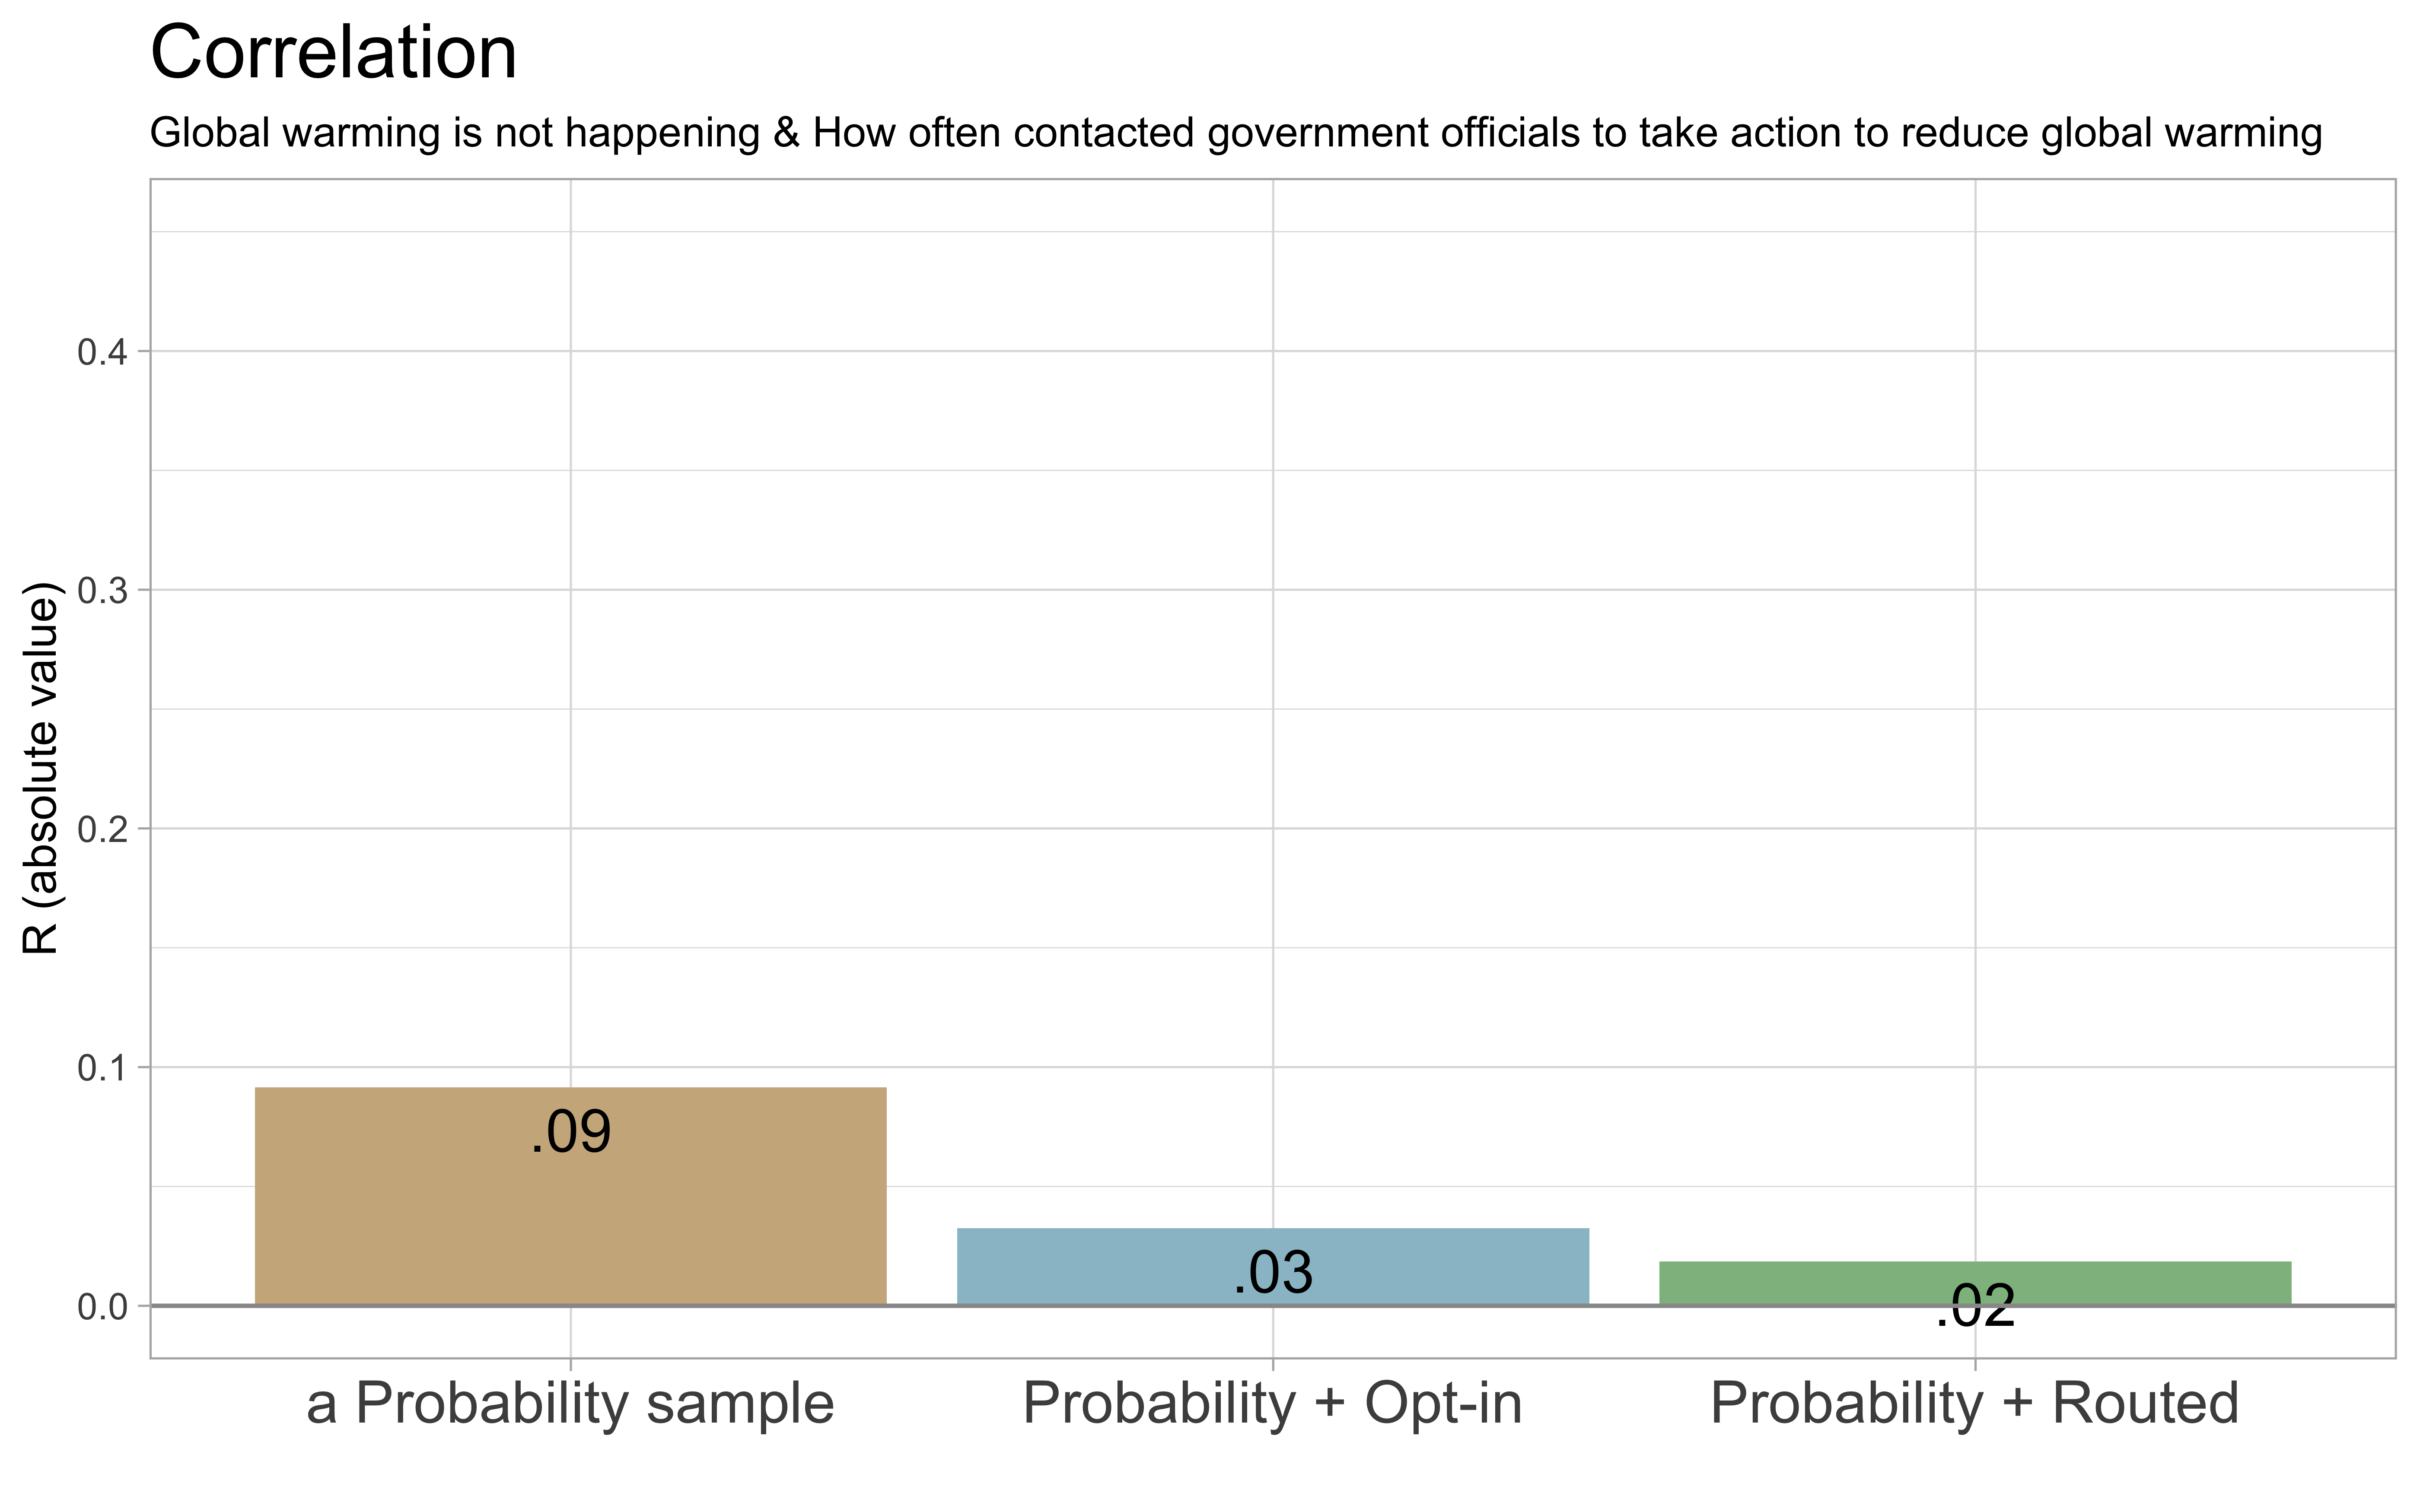 Correlation
Global warming is not happening & How often contacted government officials to take action to reduce global warming
R (absolute value)
0.4
0.3
0.2
0.1
0.0
.09
.03
.02
a Probability sample
Probability + Opt-in
Probability + Routed